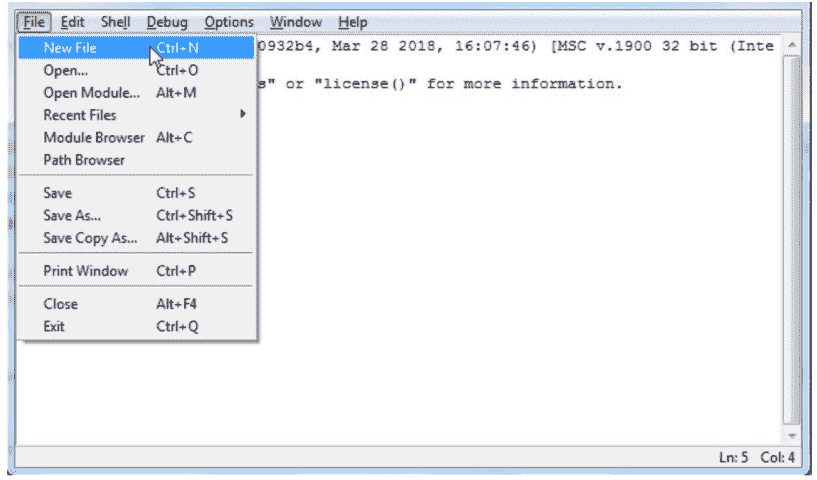 File Edit Shell Debug Options Window Help
New File Ctrl+N
0932b4, Mar 28 2018, 16:07:46) [MSC v.1900 32 bit (Inte
Open... Ctrl+O
s" or "license()" for more information.
Open Module... Alt+M
Recent Files
Module Browser Alt+C
Path Browser
Save Ctrl+S
Save As... Ctrl+Shift+S
Save Copy As... Alt+Shift+S
Print Window Ctrl+P
Close Alt+F4
Exit Ctrl+Q
Ln: 5 Col: 4